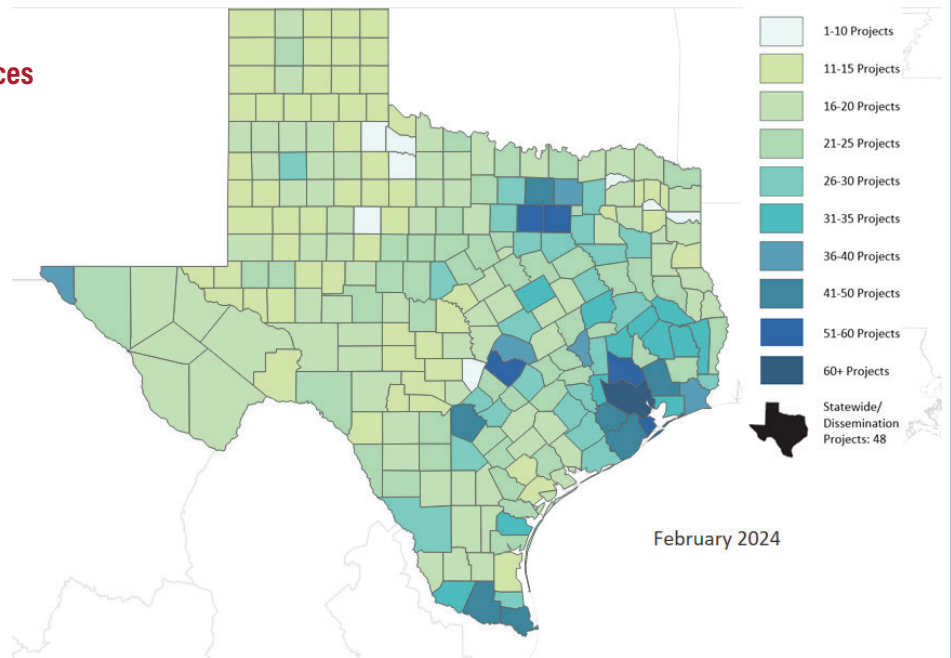 ces
1-10 Projects
11-15 Projects
16-20 Projects
21-25 Projects
26-30 Projects
31-35 Projects
36-40 Projects
41-50 Projects
51-60 Projects
60+ Projects
Statewide/
Dissemination
Projects: 48
February 2024